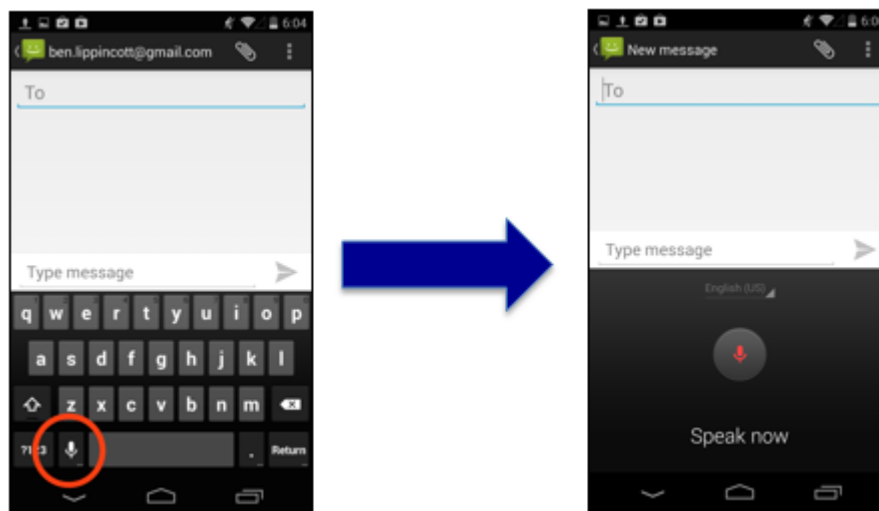 6:04
ben.lippincott@gmail.com
To
Type message
q w e r t y u i o p
a s d f g h j k l
z x c v b n m
?123 . Return
New message
To
Type message
English (US)
Speak now